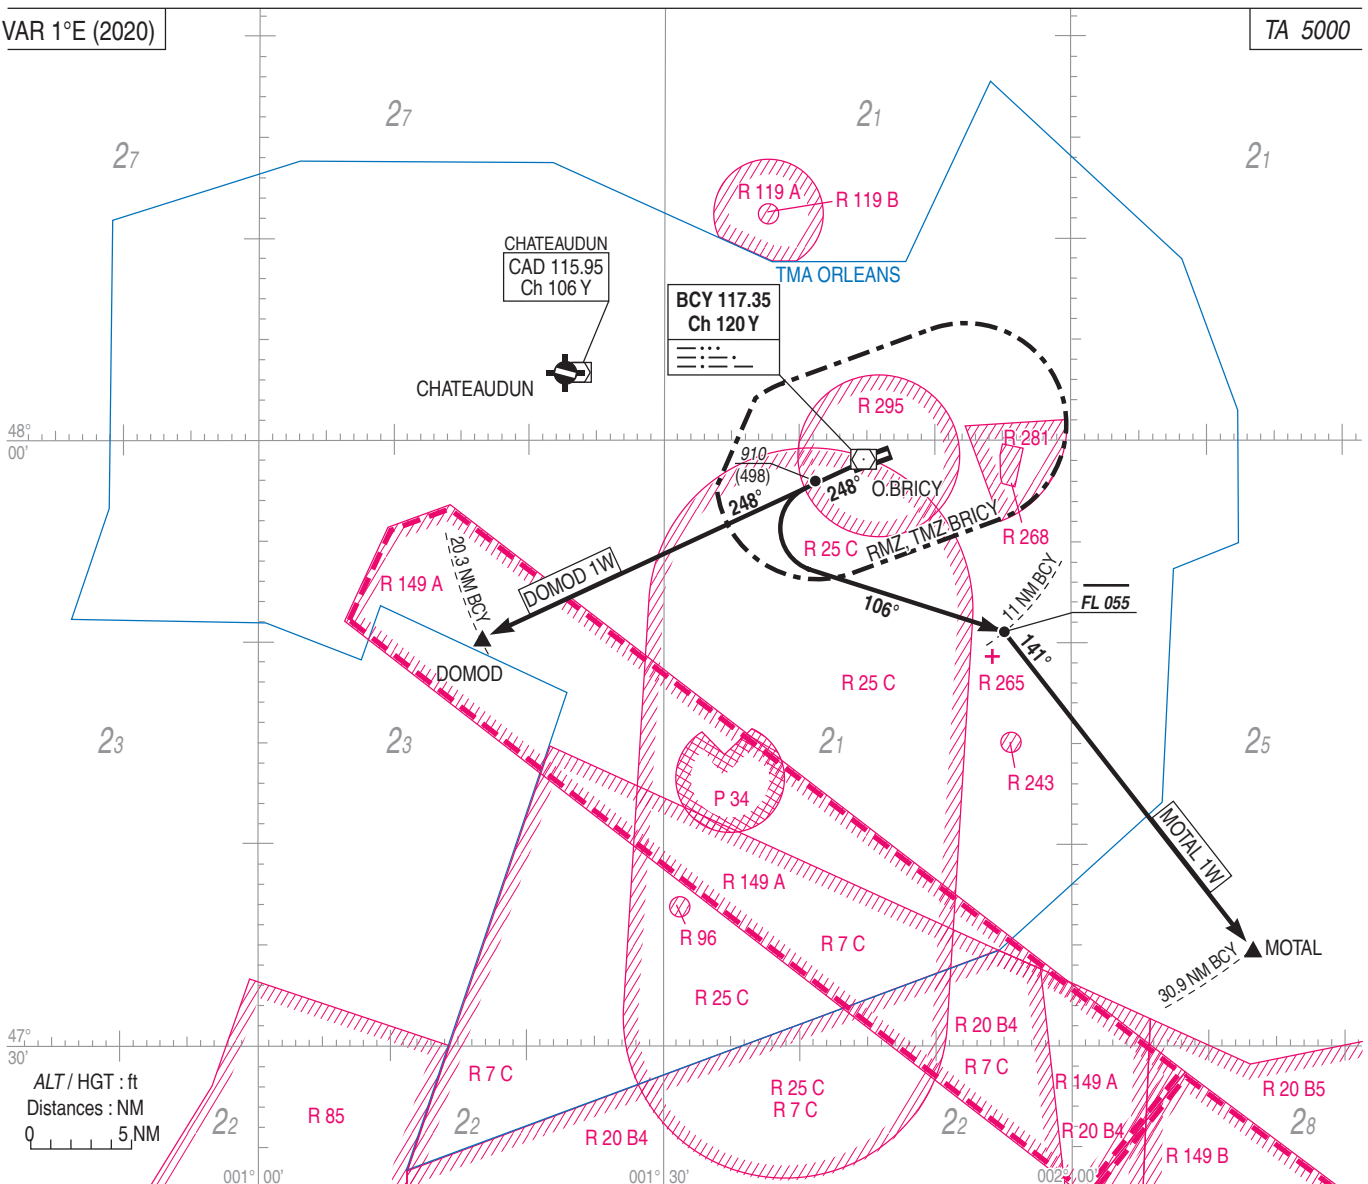 VAR 1°E (2020)
TA 5000
27
21
27
21
R 119 A
R 119 B
CHATEAUDUN
CAD 115.95
Ch 106 Y
TMA ORLEANS
BCY 117.35
Ch 120 Y
CHATEAUDUN
R 295
48°
00'
R 281
910
(498)
248°
248°
O.BRICY
R 25 C
RMZ, TMZ BRICY
R 268
20.3 NM BCY
R 149 A
DOMOD 1W
106°
11 NM BCY
FL 055
141°
DOMOD
R 25 C
R 265
23
23
21
25
R 243
P 34
MOTAL 1W
R 149 A
R 96
R 7 C
MOTAL
30.9 NM BCY
R 25 C
R 20 B4
47°
30'
R 7 C
R 7 C
ALT / HGT : ft
Distances : NM
0 5 NM
R 85
22
22
R 25 C
R 7 C
R 149 A
R 20 B5
R 20 B4
22
R 20 B4
28
R 149 B
001° 00'
001° 30'
002° 00'